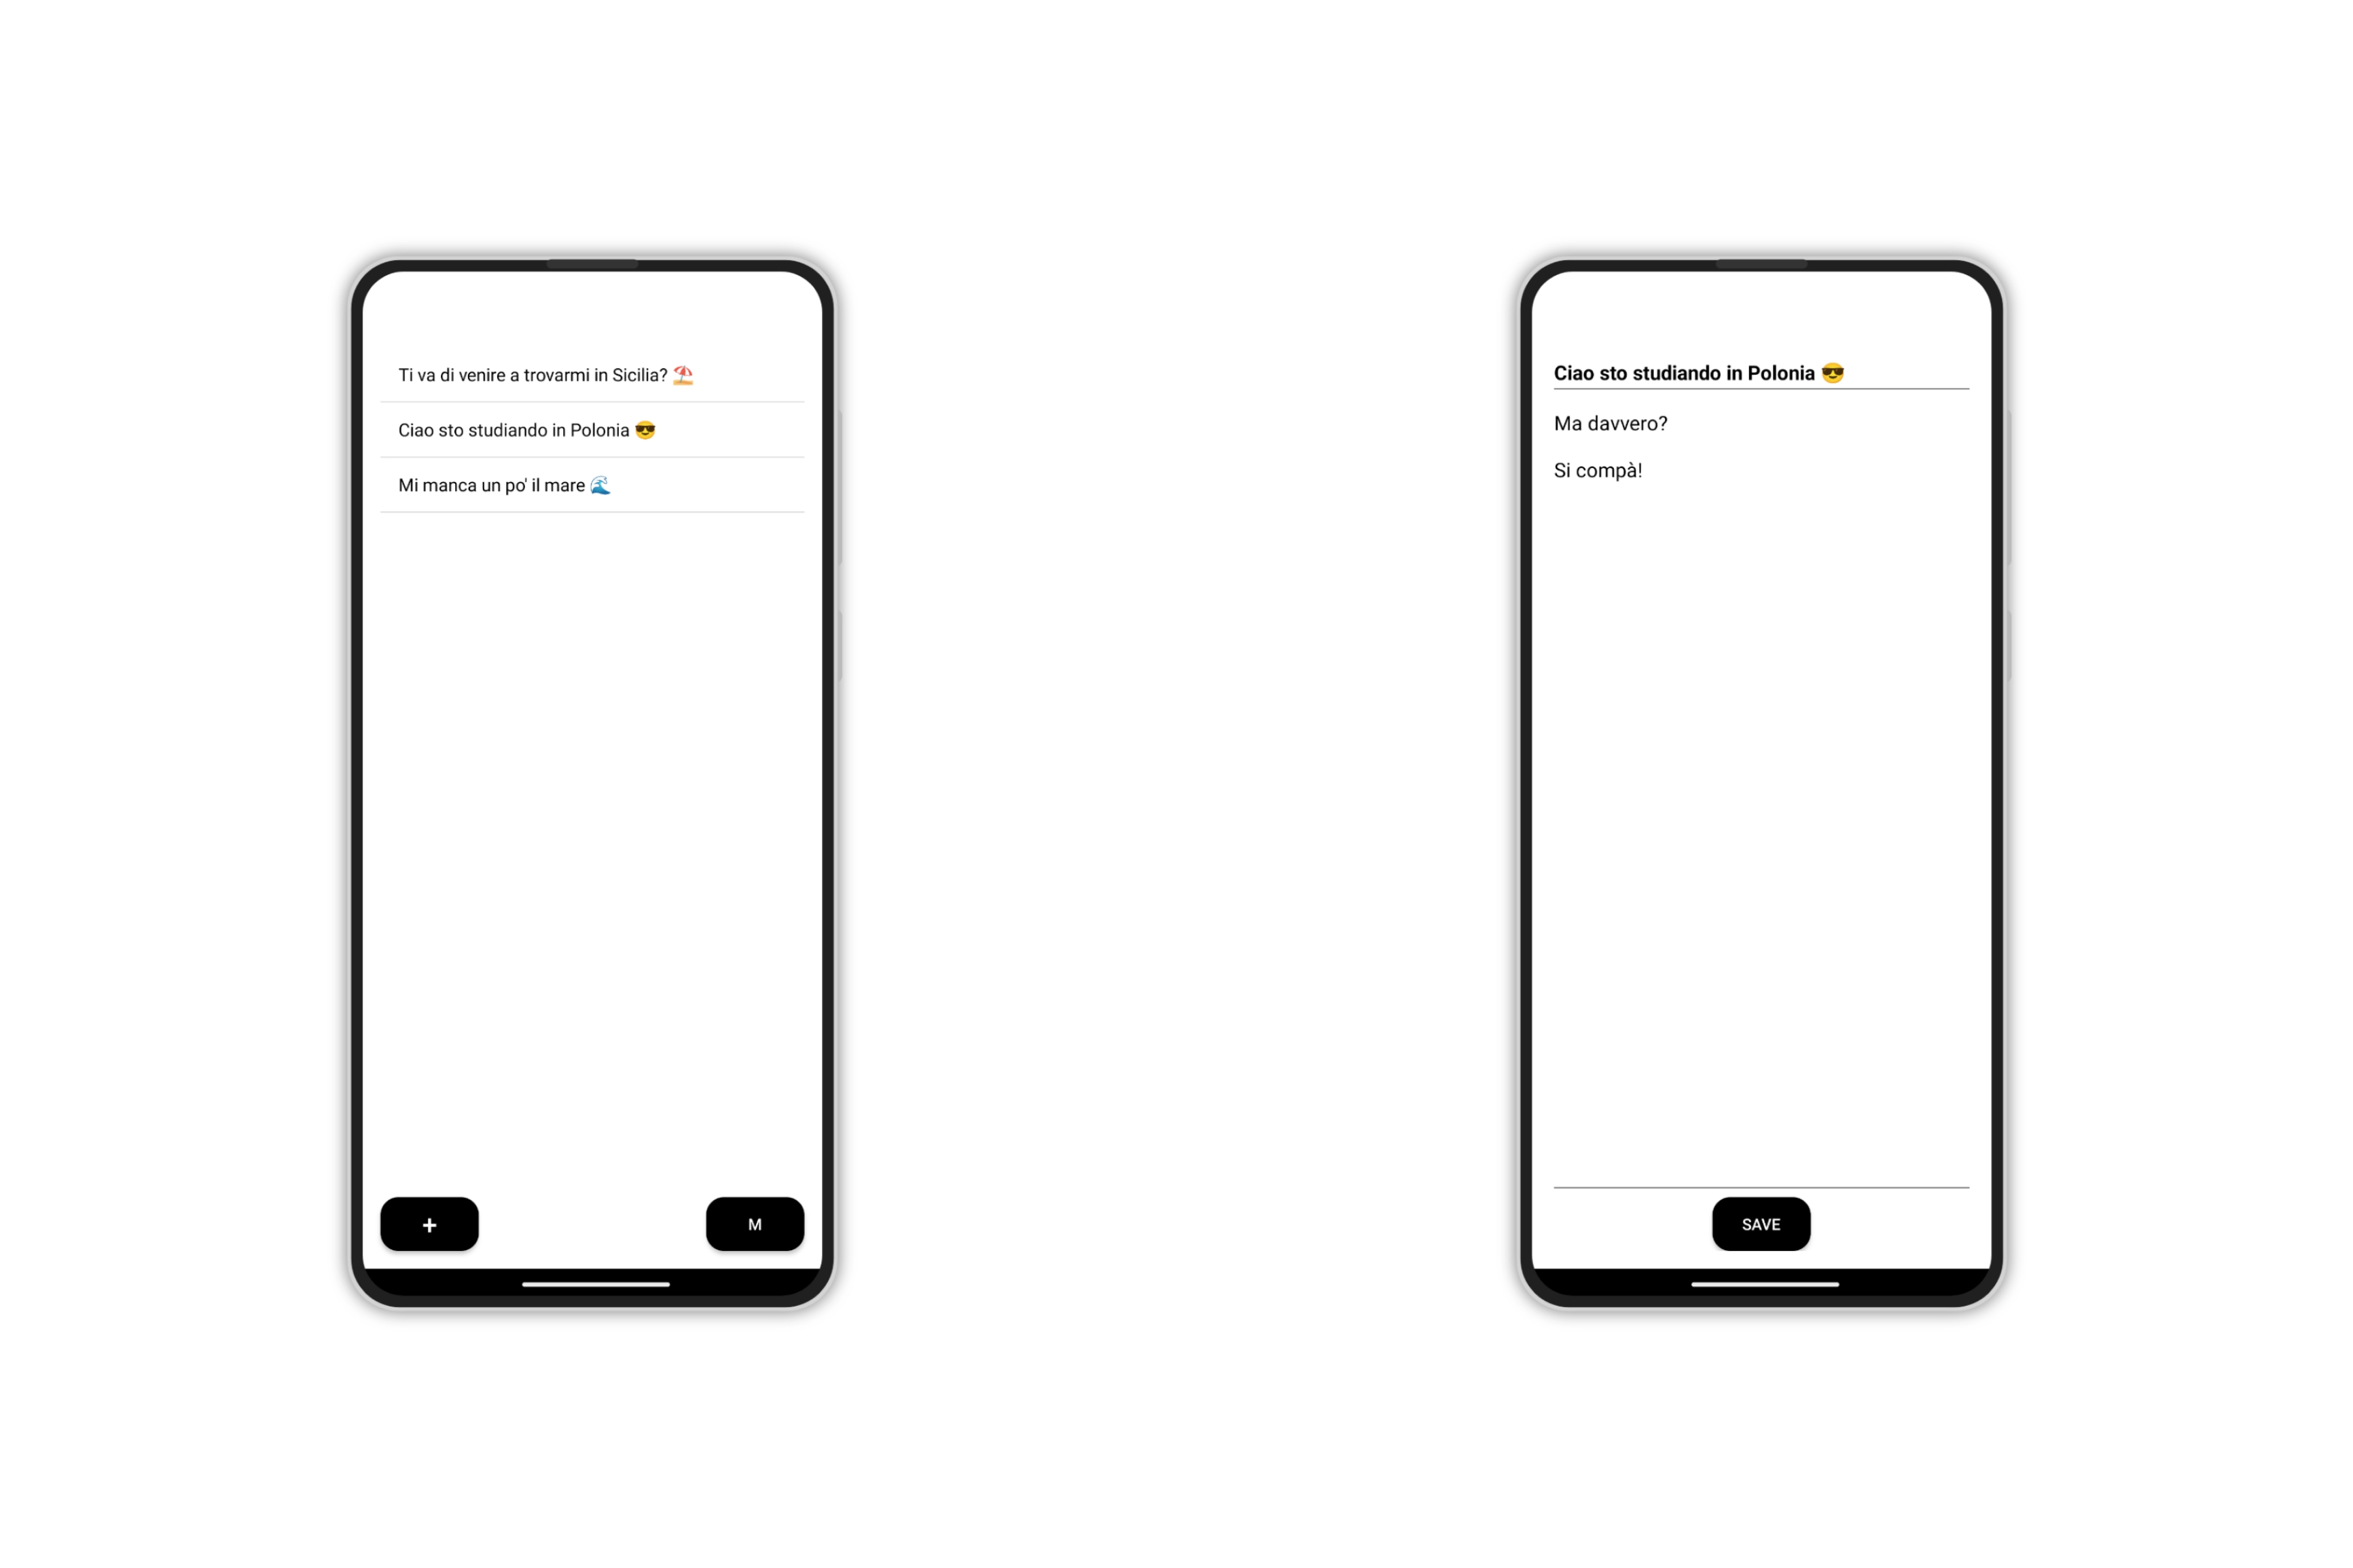 Ti va di venire a trovarmi in Sicilia? ⛱️
Ciao sto studiando in Polonia 😎
Mi manca un po' il mare 🌊
+
M
Ciao sto studiando in Polonia 😎
Ma davvero?
Si compà!
SAVE